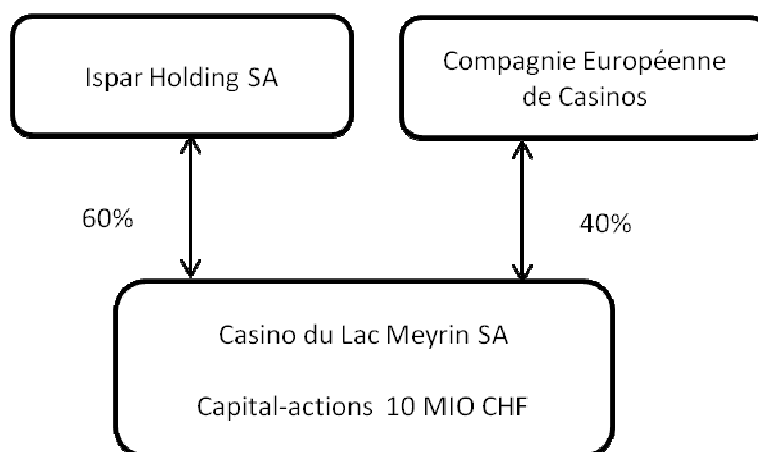 Ispar Holding SA
Compagnie Européenne
de Casinos
60%
40%
Casino du Lac Meyrin SA
Capital-actions 10 MIO CHF